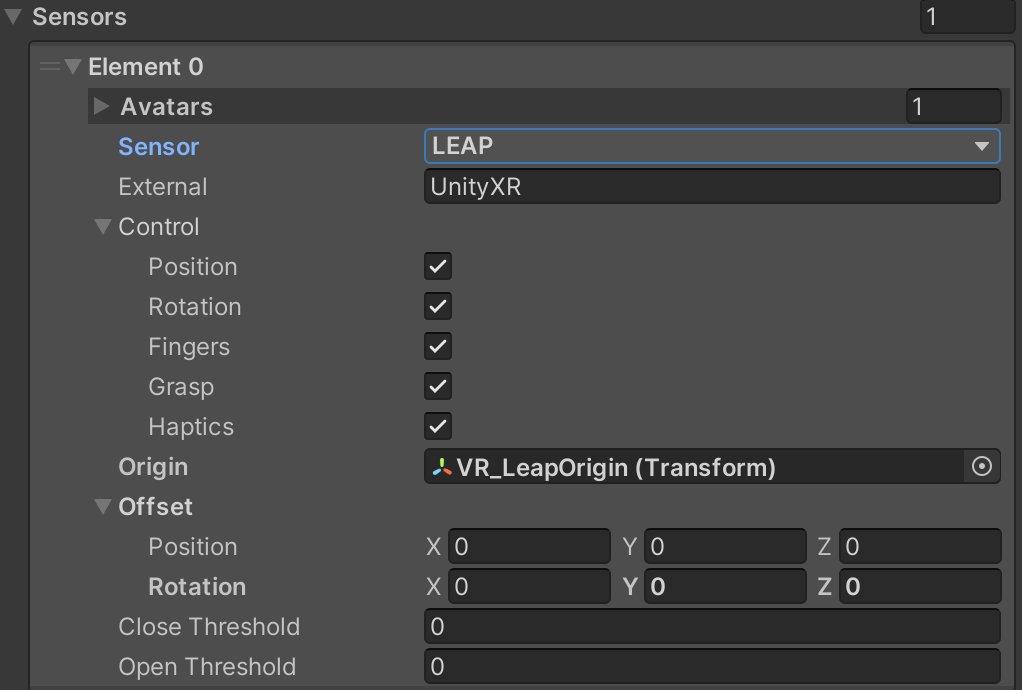 Sensors 1
Element 0
Avatars 1
Sensor LEAP
External UnityXR
Control
Position
Rotation
Fingers
Grasp
Haptics
Origin VR_LeapOrigin (Transform)
Offset
Position X 0 Y 0 Z 0
Rotation X 0 Y 0 Z 0
Close Threshold 0
Open Threshold 0